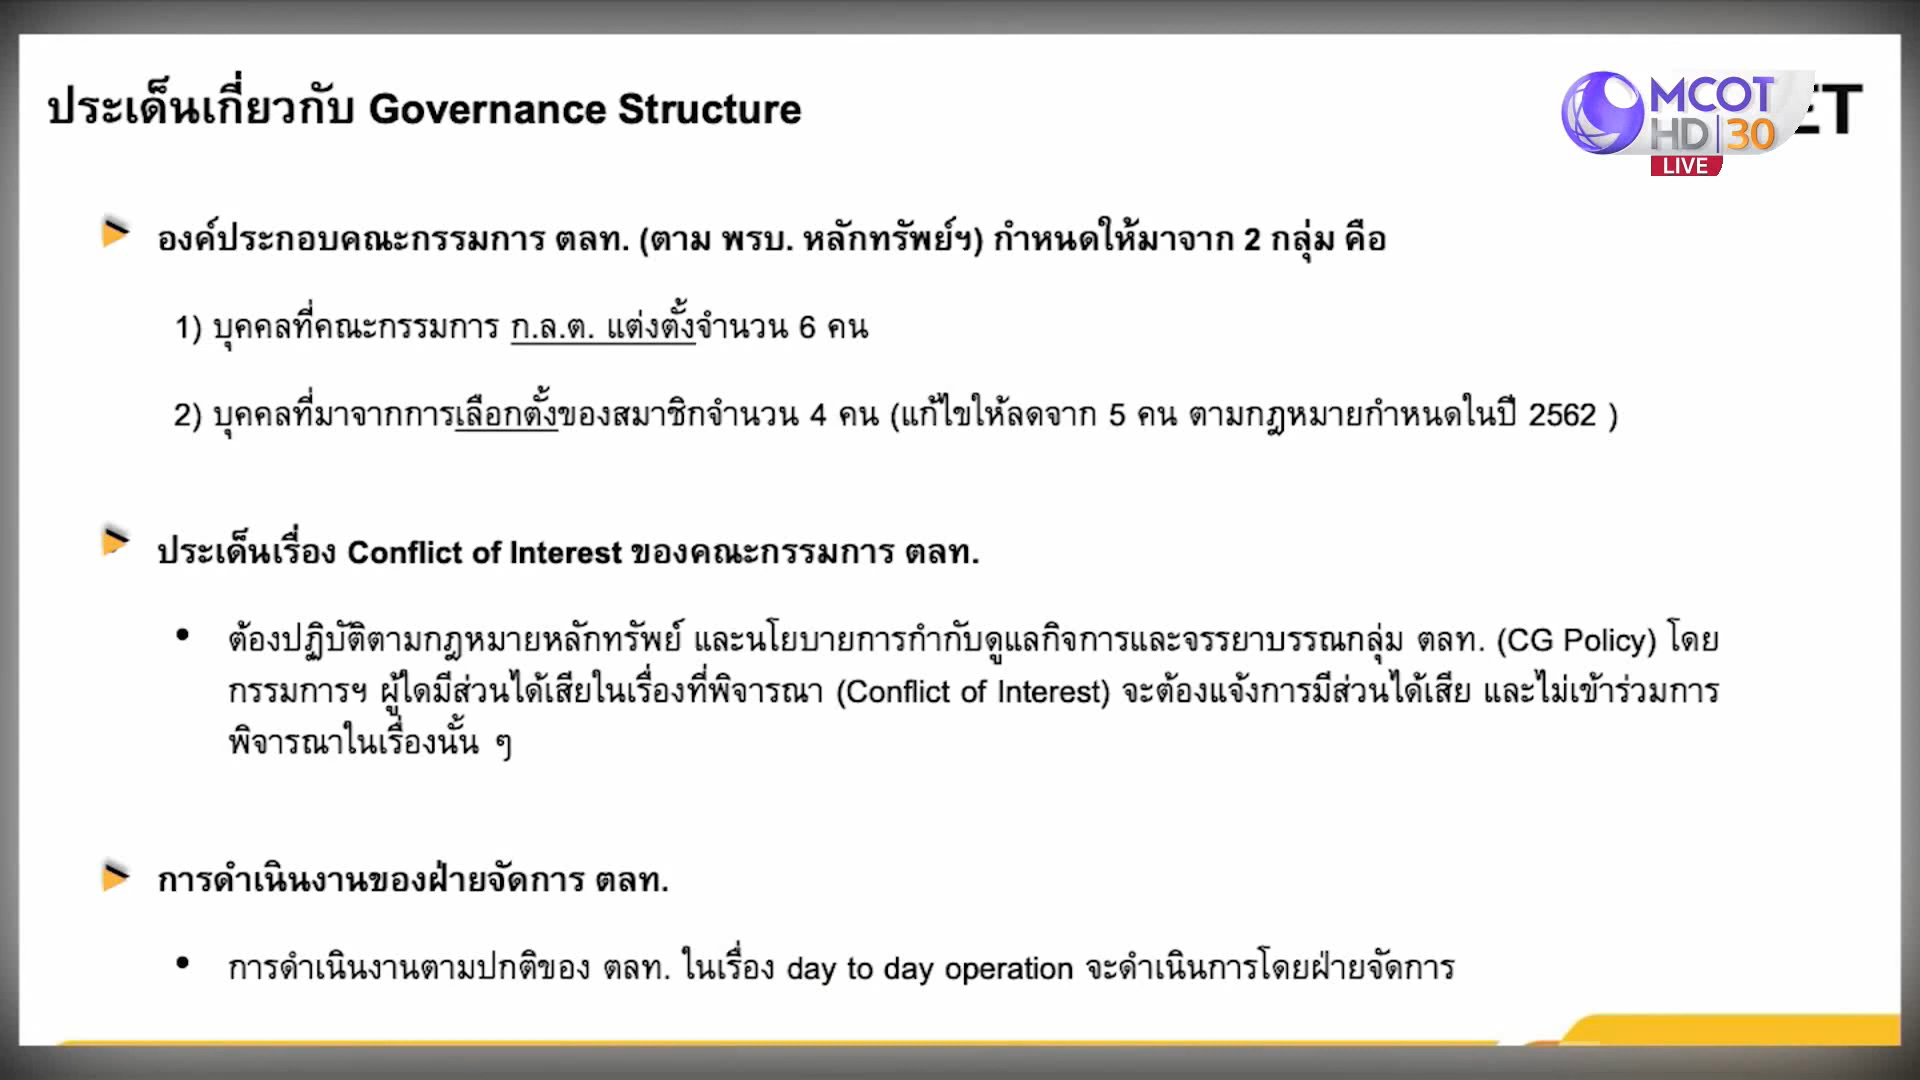 ประเด็นเกี่ยวกับ Governance Structure
MCOT
HD 30
LIVE
องค์ประกอบคณะกรรมการ ตลท. (ตาม พรบ. หลักทรัพย์ฯ) กำหนดให้มาจาก 2 กลุ่ม คือ
1) บุคคลที่คณะกรรมการ ก.ล.ต. แต่งตั้งจำนวน 6 คน
2) บุคคลที่มาจากการเลือกตั้งของสมาชิกจำนวน 4 คน (แก้ไขให้ลดจาก 5 คน ตามกฎหมายกำหนดในปี 2562 )
ประเด็นเรื่อง Conflict of Interest ของคณะกรรมการ ตลท.
• ต้องปฏิบัติตามกฎหมายหลักทรัพย์ และนโยบายการกำกับดูแลกิจการและจรรยาบรรณกลุ่ม ตลท. (CG Policy) โดย
กรรมการฯ ผู้ใดมีส่วนได้เสียในเรื่องที่พิจารณา (Conflict of Interest) จะต้องแจ้งการมีส่วนได้เสีย และไม่เข้าร่วมการ
พิจารณาในเรื่องนั้น ๆ
การดำเนินงานของฝ่ายจัดการ ตลท.
• การดำเนินงานตามปกติของ ตลท. ในเรื่อง day to day operation จะดำเนินการโดยฝ่ายจัดการ